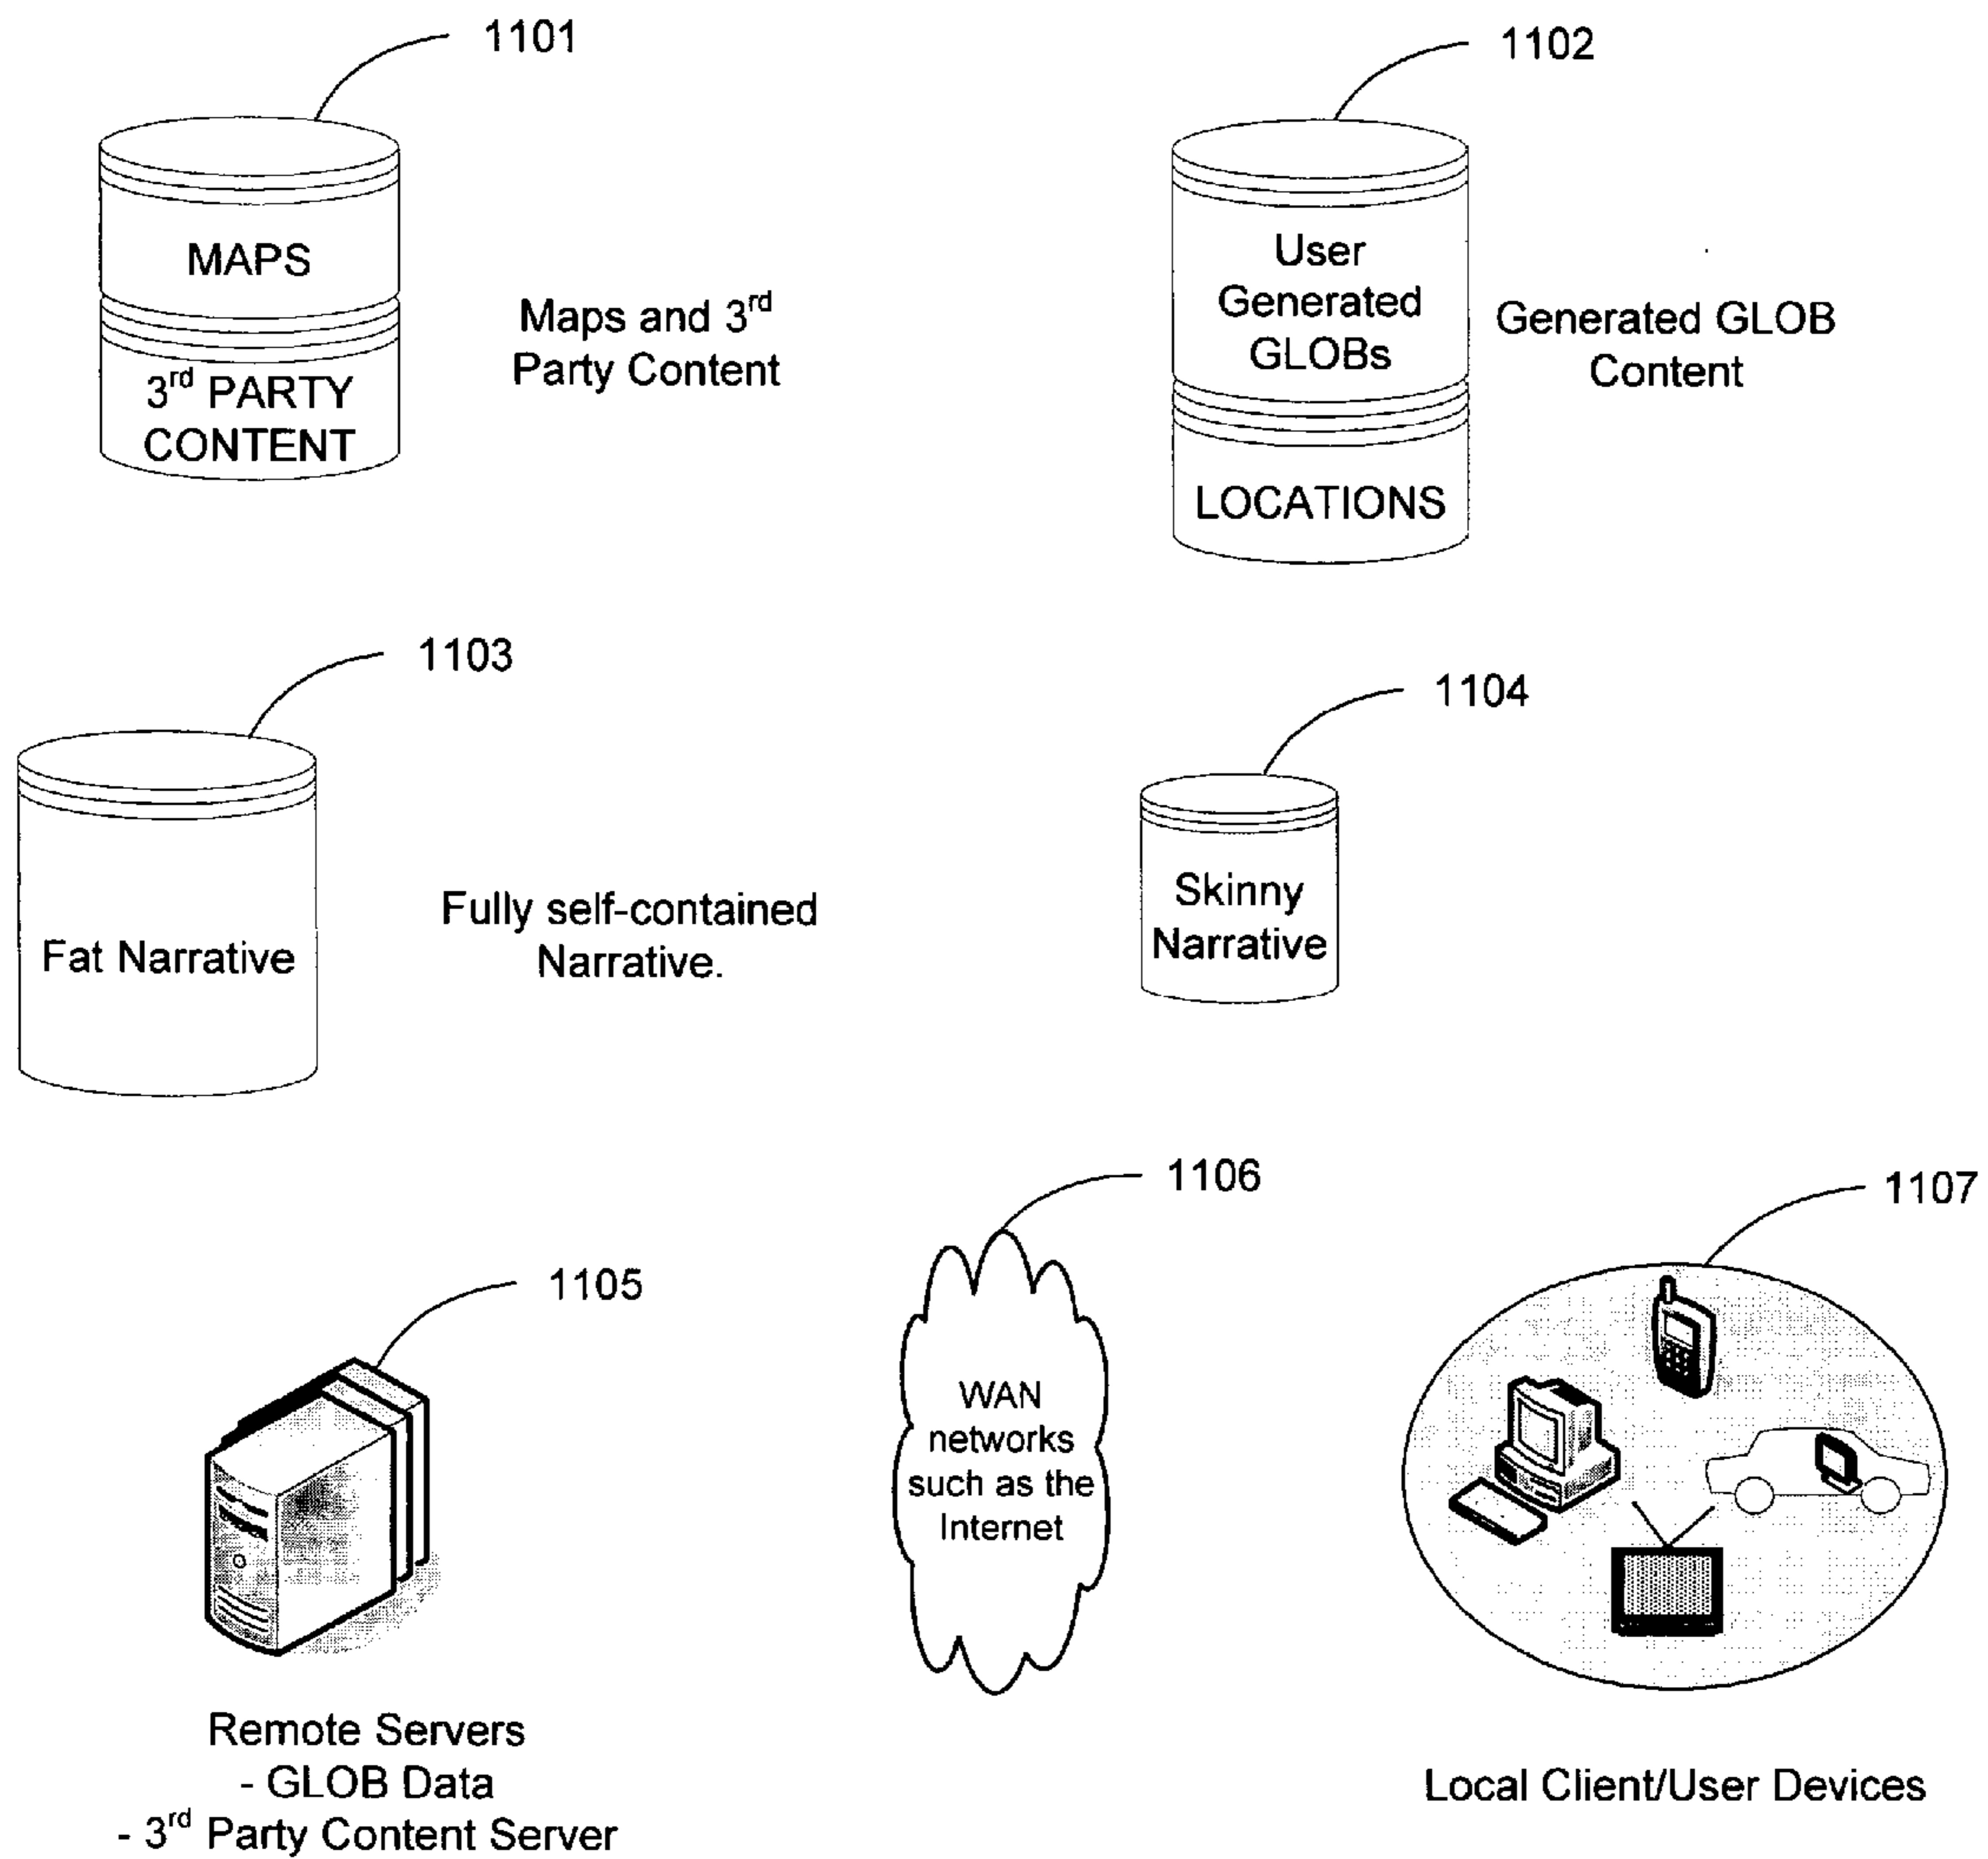 1101
MAPS
3rd PARTY
CONTENT
Maps and 3rd
Party Content
1102
User
Generated
GLOBs
LOCATIONS
Generated GLOB
Content
1103
Fat Narrative
Fully self-contained
Narrative.
1104
Skinny
Narrative
1105
Remote Servers
- GLOB Data
- 3rd Party Content Server
1106
WAN
networks
such as the
Internet
1107
Local Client/User Devices